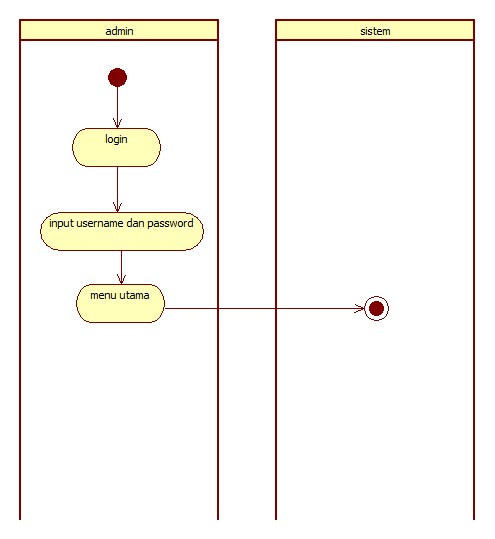 admin
sistem
login
input username dan password
menu utama